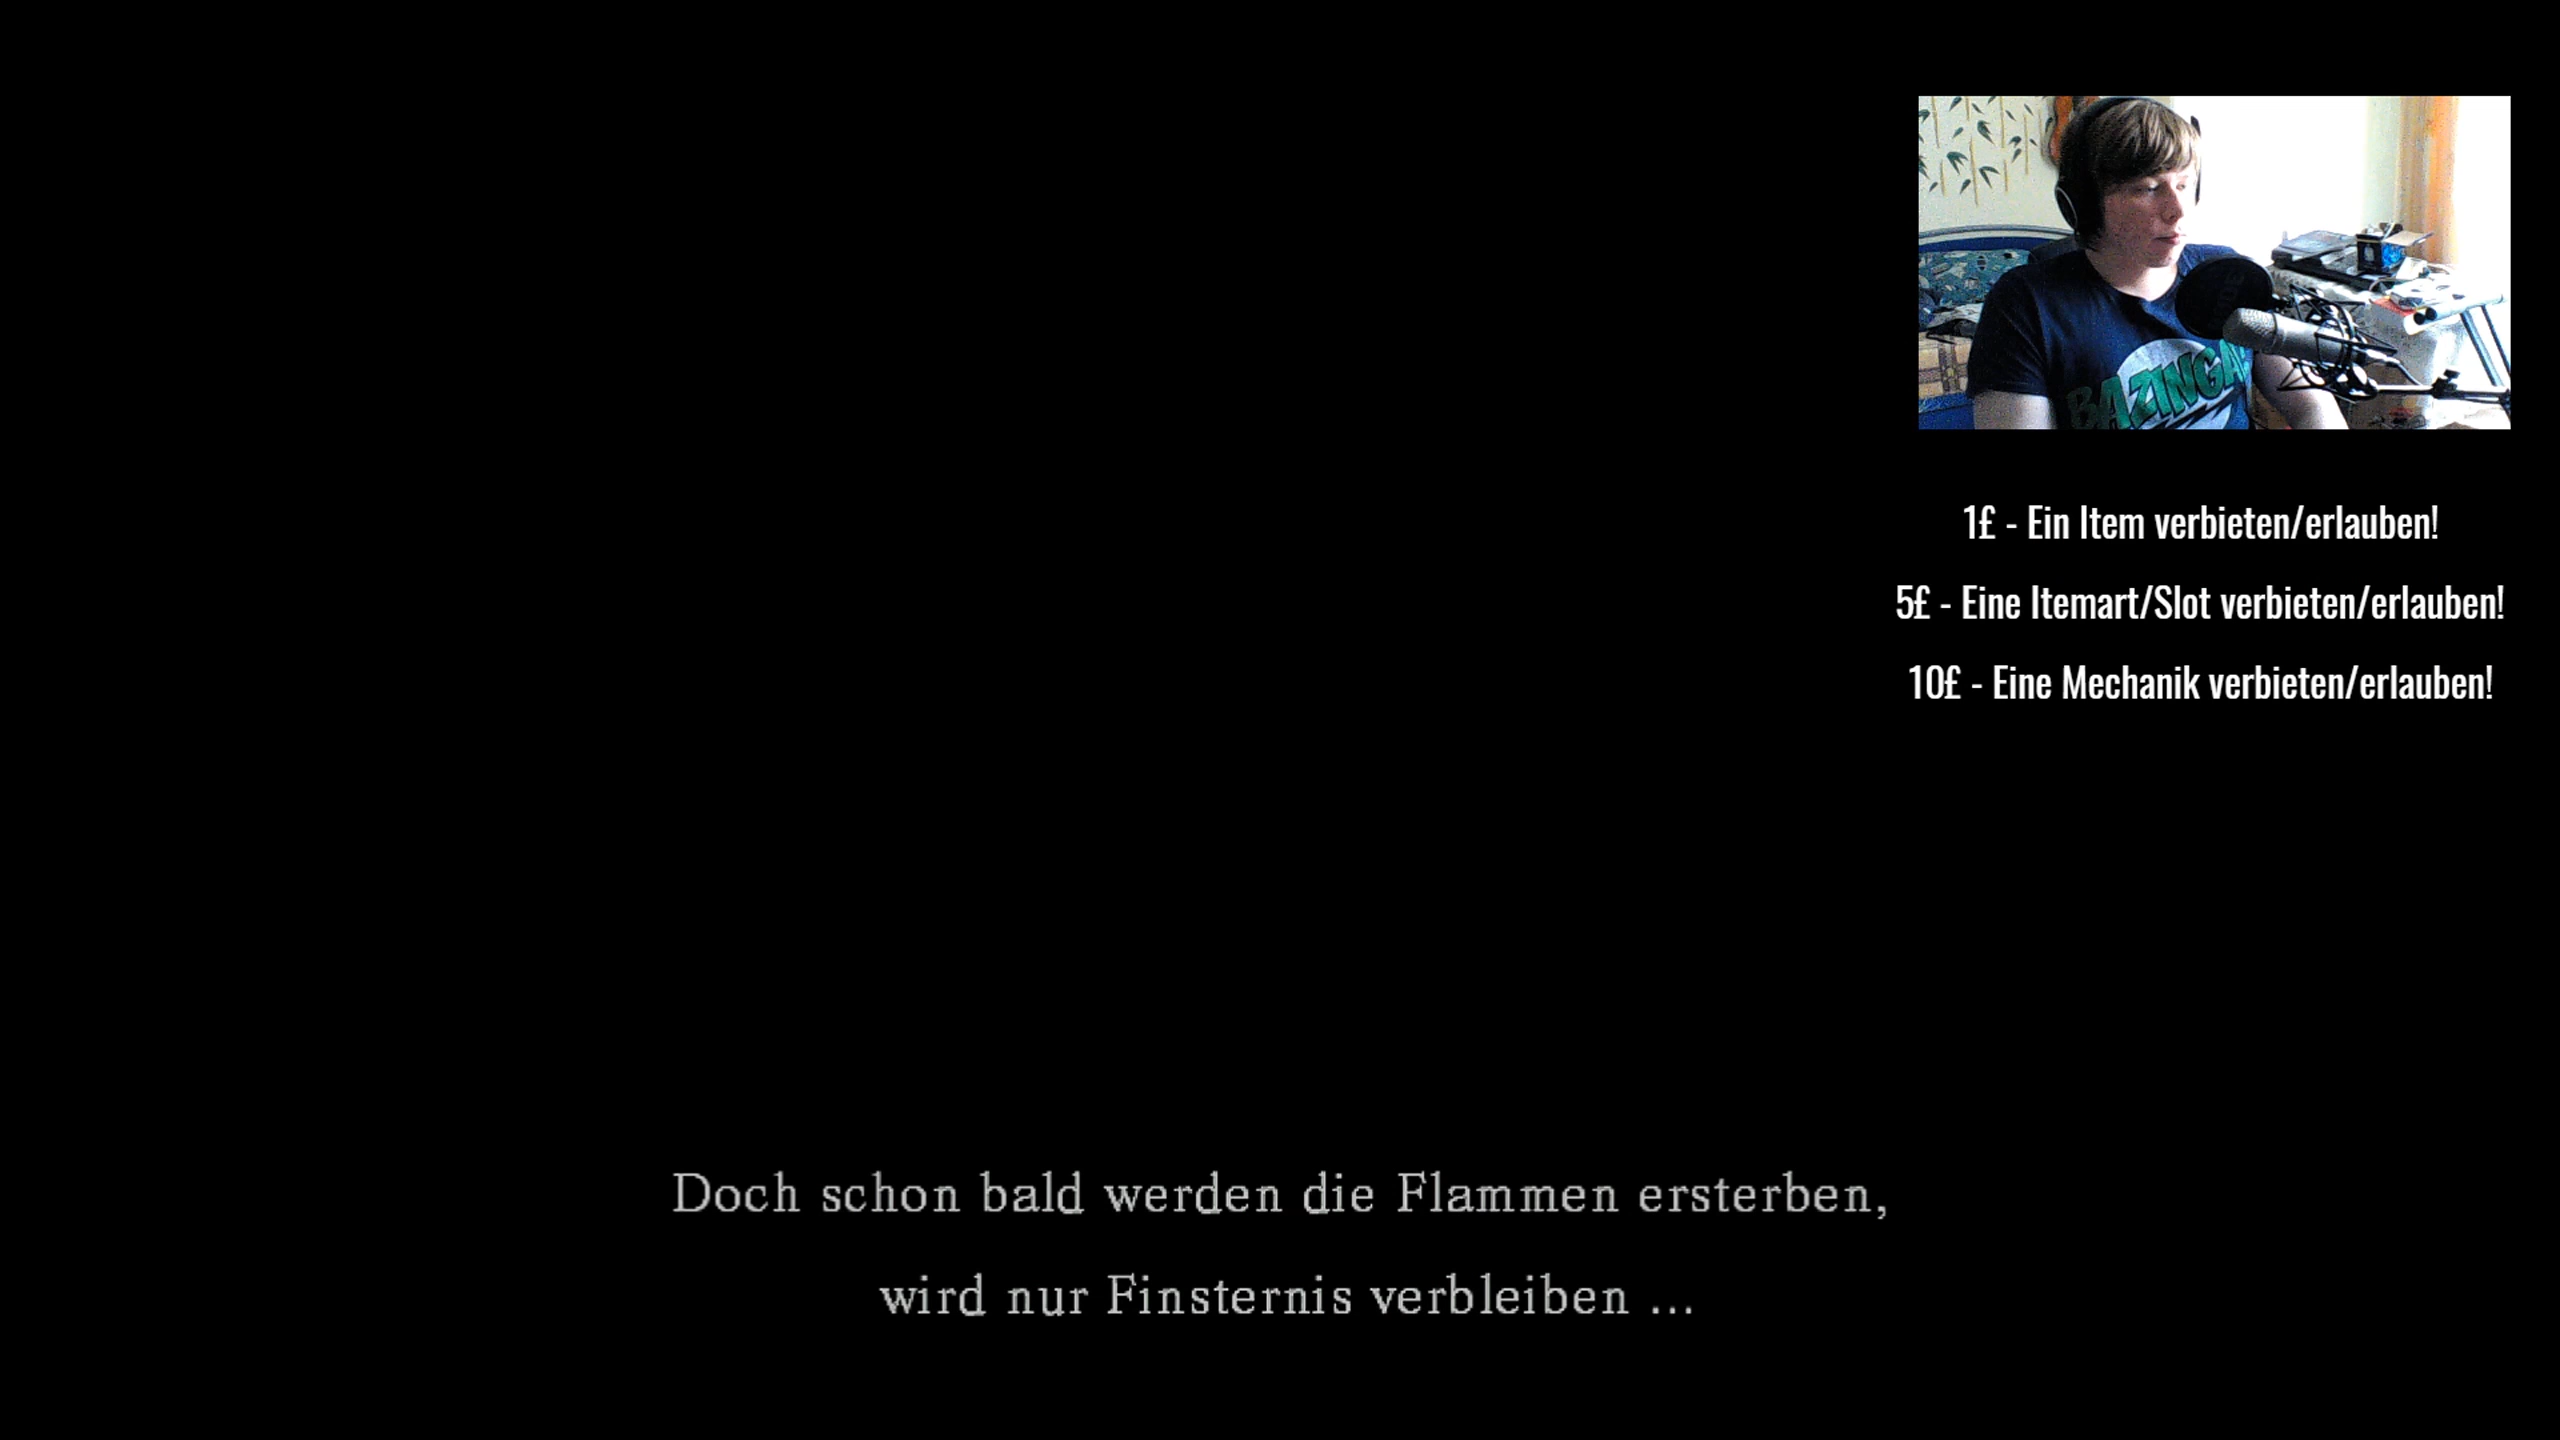 BAZINGA
1£ - Ein Item verbieten/erlauben!
5£ - Eine Itemart/Slot verbieten/erlauben!
10£ - Eine Mechanik verbieten/erlauben!
Doch schon bald werden die Flammen ersterben,
wird nur Finsternis verbleiben ...